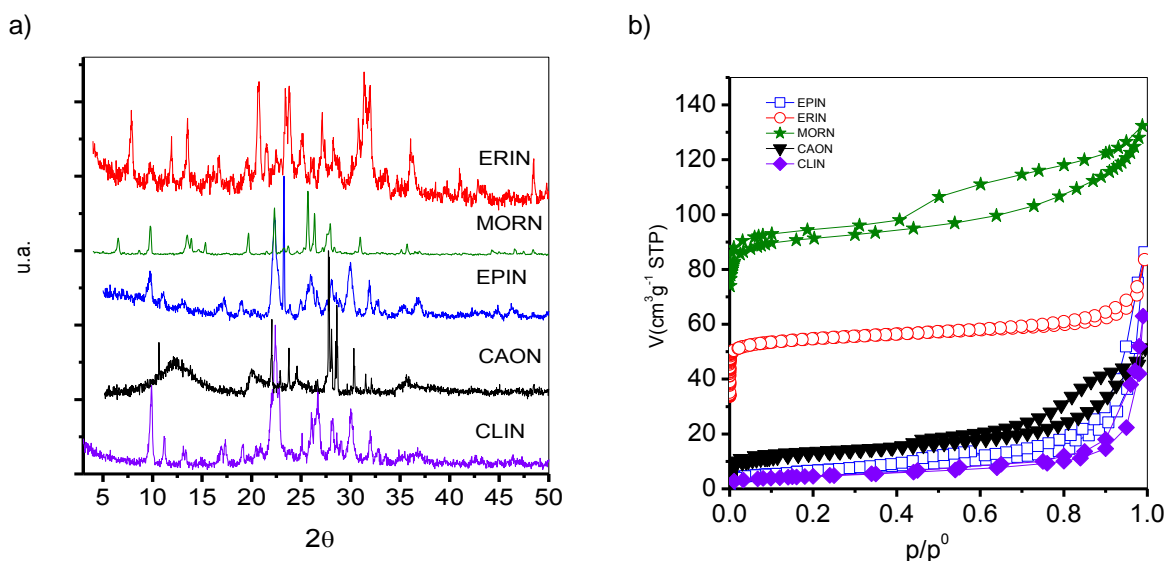 a)
u.a.
ERIN
MORN
EPIN
CAON
CLIN
5 10 15 20 25 30 35 40 45 50
2θ
b)
V(cm³g⁻¹ STP)
140
120
100
80
60
40
20
0
EPIN
ERIN
MORN
CAON
CLIN
0.0 0.2 0.4 0.6 0.8 1.0
p/p⁰